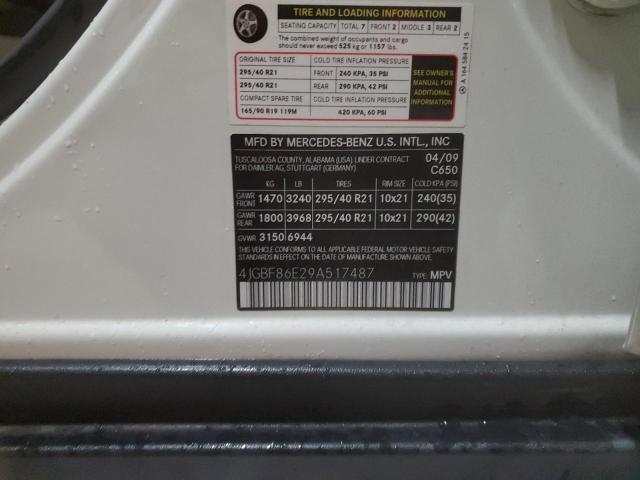 TIRE AND LOADING INFORMATION
SEATING CAPACITY TOTAL 7 FRONT 2 MIDDLE 3 REAR 2
The combined weight of occupants and cargo
should never exceed 525 kg or 1157 lbs.
ORIGINAL TIRE SIZE COLD TIRE INFLATION PRESSURE
295/40 R21 FRONT 240 KPA, 35 PSI
295/40 R21 REAR 290 KPA, 42 PSI
COMPACT SPARE TIRE COLD TIRE INFLATION PRESSURE
165/90 R19 119M 420 KPA, 60 PSI
SEE OWNER'S
MANUAL FOR
ADDITIONAL
INFORMATION
A 164 584 24 15
MFD BY MERCEDES-BENZ U.S. INTL., INC
TUSCALOOSA COUNTY, ALABAMA (USA) UNDER CONTRACT 04/09
FOR DAIMLER AG, STUTTGART (GERMANY) C650
KG LB TIRES RIM SIZE COLD KPA (PSI)
GAWR FRONT 1470 3240 295/40 R21 10x21 240(35)
GAWR REAR 1800 3968 295/40 R21 10x21 290(42)
GVWR 3150 6944
THIS VEHICLE CONFORMS TO ALL APPLICABLE FEDERAL MOTOR VEHICLE SAFETY
STANDARDS IN EFFECT ON THE DATE OF MANUFACTURE SHOWN ABOVE.
4JGBF86E29A517487 TYPE: MPV